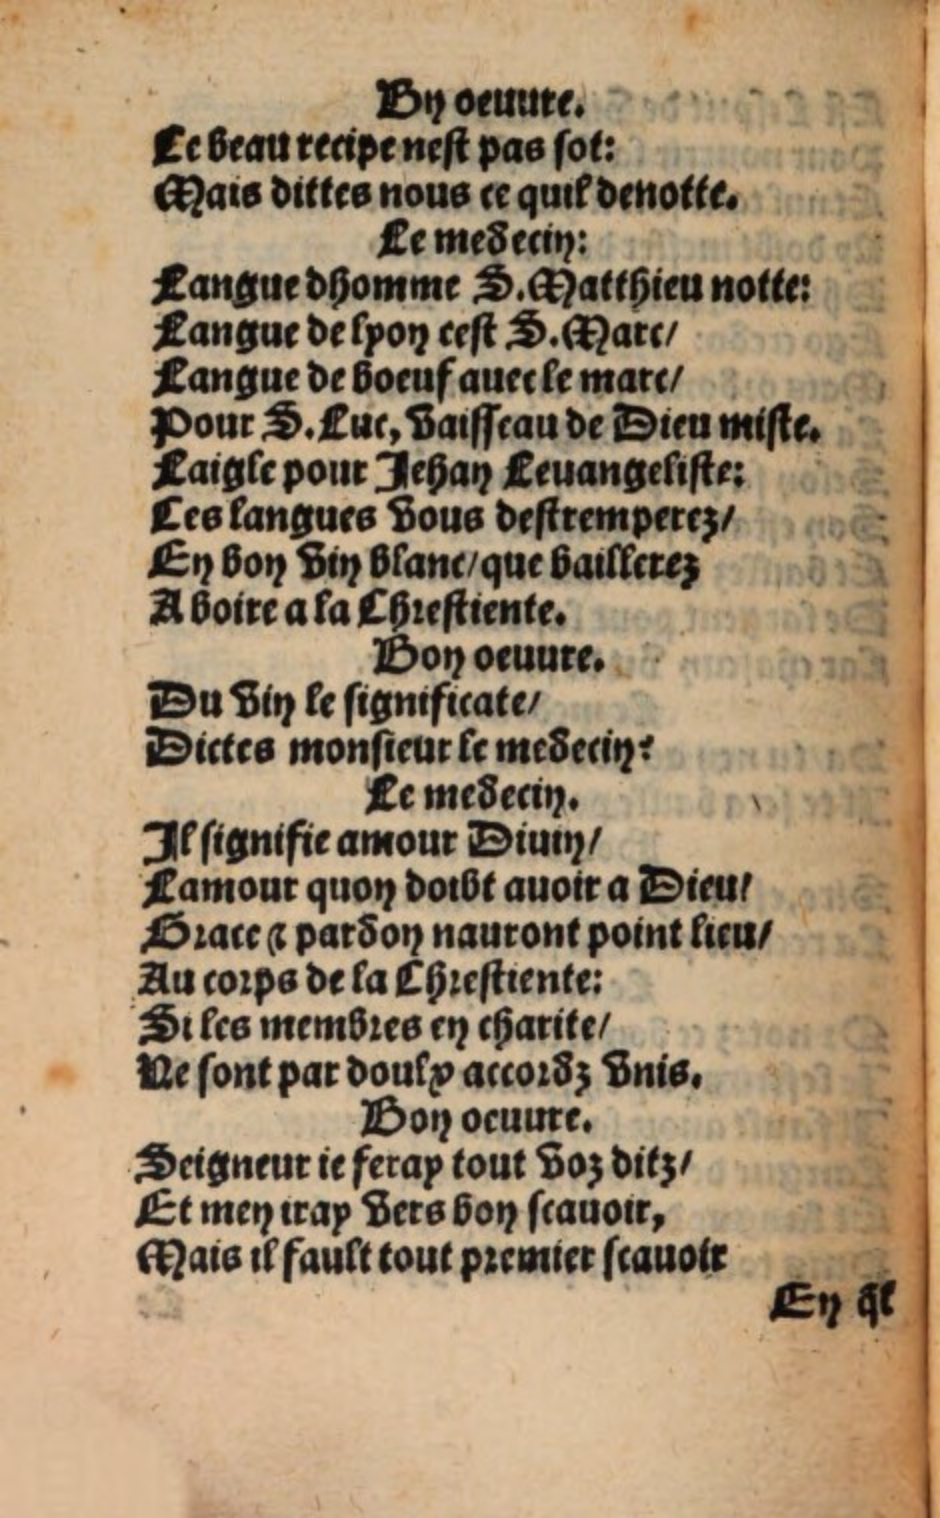 Bn oeuure.
Le beau recipe nest pas sot:
Mais dittes nous ce quil denotte.
Le medecin:
Langue dhomme S.Matthieu notte:
Langue de lyon cest S.Marc/
Langue de boeuf auec le marc/
Pour S.Luc, vaisseau de Dieu miste.
Laigle pour Jehan Leuangeliste:
Ces langues vous destremperez/
En bon vin blanc/que baillerez
A boire a la Chrestiente.
Bon oeuure.
Du vin le significate/
Dictes monsieur le medecin?
Le medecin.
Il signifie amour Diuin/
Lamour quon doibt auoir a Dieu/
Grace & pardon nauront point lieu/
Au corps de la Chrestiente:
Si les membres en charite/
Ne sont par doulx accordz vnis.
Bon oeuure.
Seigneur ie feray tout voz ditz/
Et men iray vers bon scauoir,
Mais il fault tout premier scauoir
En q̃l